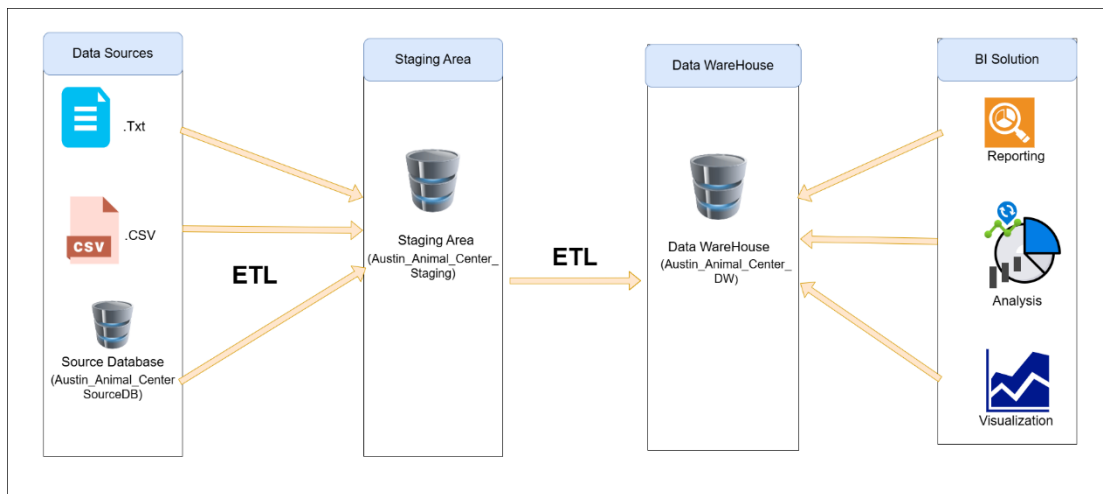 Data Sources
.Txt
.CSV
CSV
ETL
Source Database
(Austin_Animal_Center
SourceDB)
Staging Area
Staging Area
(Austin_Animal_Center_
Staging)
ETL
Data WareHouse
Data WareHouse
(Austin_Animal_Center_
DW)
BI Solution
Reporting
Analysis
Visualization